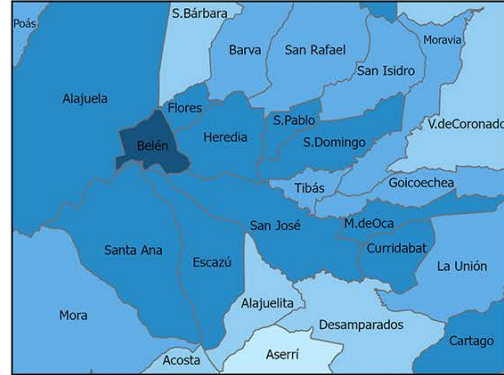 Poás
S.Bárbara
Barva
San Rafael
Moravia
San Isidro
Alajuela
Flores
S.Pablo
V.deCoronado
Belén
Heredia
S.Domingo
Tibás
Goicoechea
San José
M.deOca
Santa Ana
Escazú
Curridabat
La Unión
Alajuelita
Mora
Desamparados
Acosta
Aserrí
Cartago